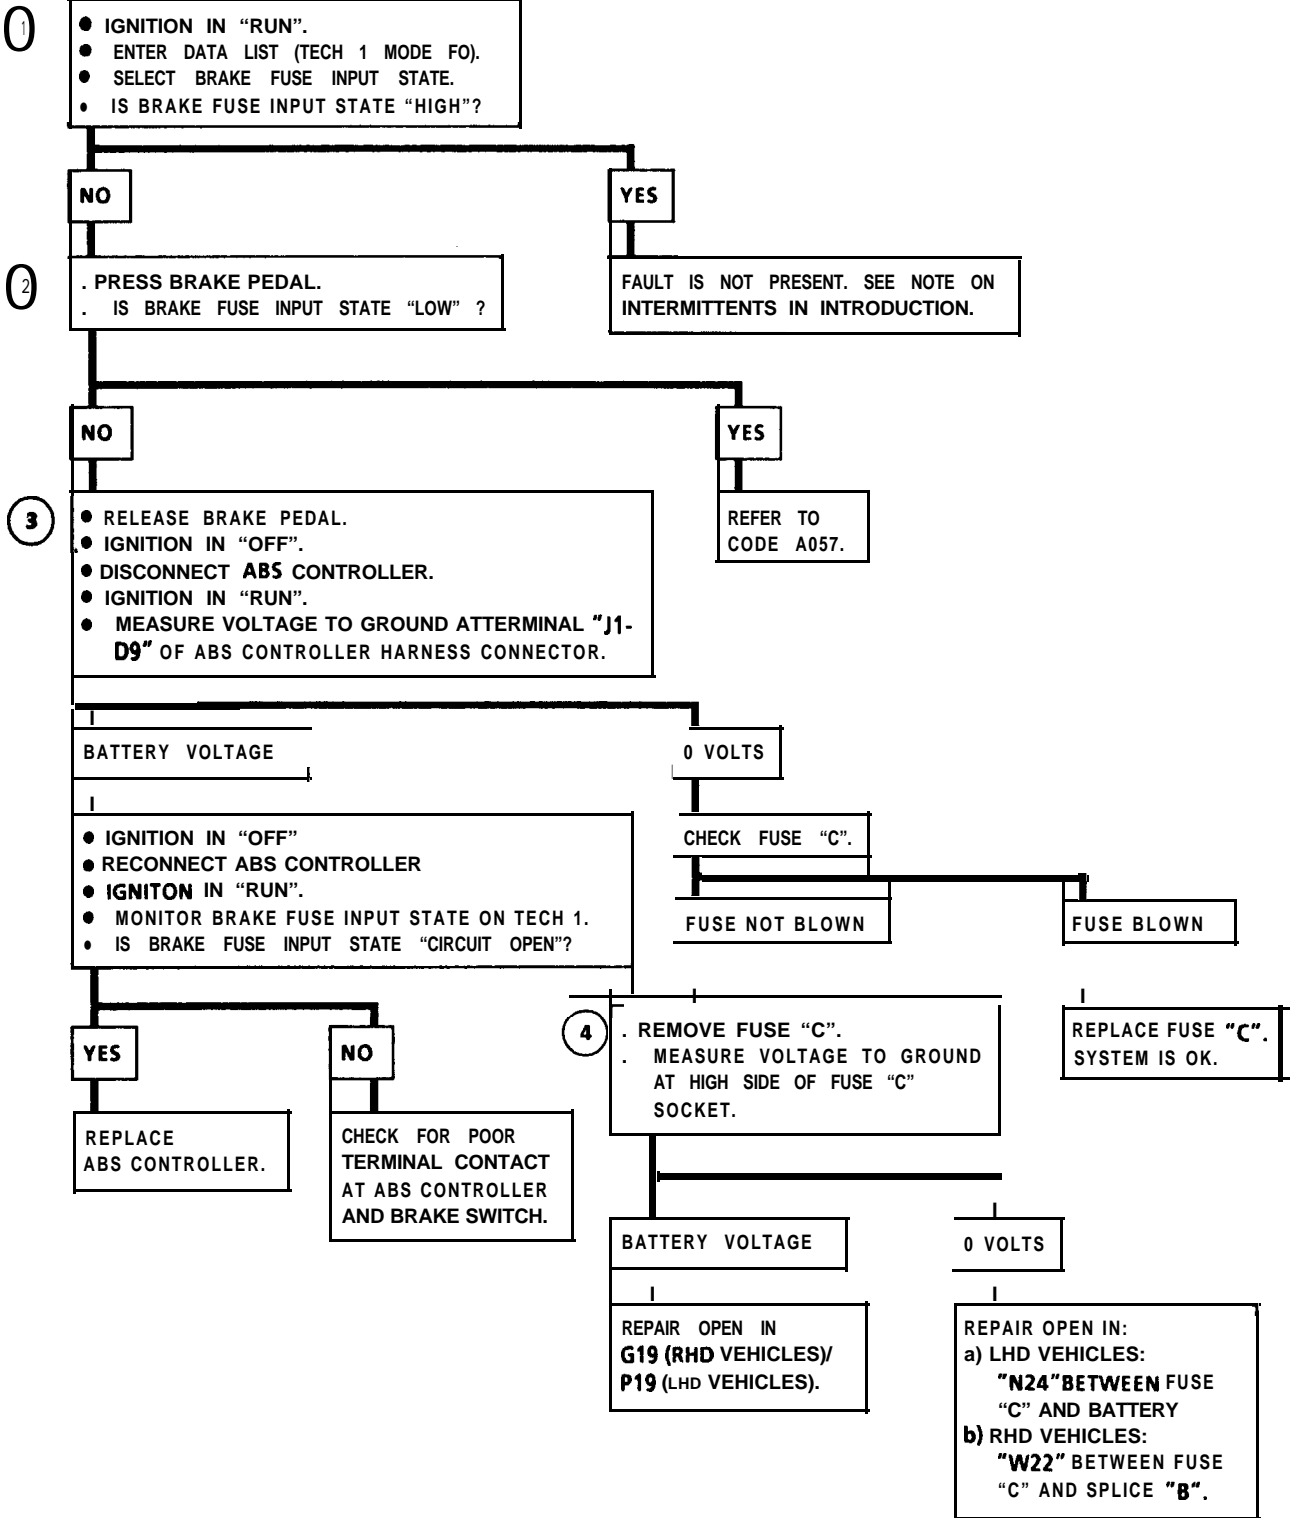 1
● IGNITION IN “RUN”.
● ENTER DATA LIST (TECH 1 MODE FO).
● SELECT BRAKE FUSE INPUT STATE.
• IS BRAKE FUSE INPUT STATE “HIGH”?
NO
YES
2
. PRESS BRAKE PEDAL.
. IS BRAKE FUSE INPUT STATE “LOW” ?
FAULT IS NOT PRESENT. SEE NOTE ON
INTERMITTENTS IN INTRODUCTION.
NO
YES
3
● RELEASE BRAKE PEDAL.
● IGNITION IN “OFF”.
● DISCONNECT ABS CONTROLLER.
● IGNITION IN “RUN”.
● MEASURE VOLTAGE TO GROUND ATTERMINAL "J1-
D9" OF ABS CONTROLLER HARNESS CONNECTOR.
REFER TO
CODE A057.
BATTERY VOLTAGE
0 VOLTS
● IGNITION IN “OFF”
● RECONNECT ABS CONTROLLER
● IGNITON IN “RUN”.
● MONITOR BRAKE FUSE INPUT STATE ON TECH 1.
• IS BRAKE FUSE INPUT STATE “CIRCUIT OPEN”?
CHECK FUSE “C”.
FUSE NOT BLOWN
FUSE BLOWN
YES
NO
4
. REMOVE FUSE “C”.
. MEASURE VOLTAGE TO GROUND
AT HIGH SIDE OF FUSE “C”
SOCKET.
REPLACE FUSE "C".
SYSTEM IS OK.
REPLACE
ABS CONTROLLER.
CHECK FOR POOR
TERMINAL CONTACT
AT ABS CONTROLLER
AND BRAKE SWITCH.
BATTERY VOLTAGE
0 VOLTS
REPAIR OPEN IN
G19 (RHD VEHICLES)/
P19 (LHD VEHICLES).
REPAIR OPEN IN:
a) LHD VEHICLES:
"N24" BETWEEN FUSE
“C” AND BATTERY
b) RHD VEHICLES:
"W22" BETWEEN FUSE
“C” AND SPLICE "B".